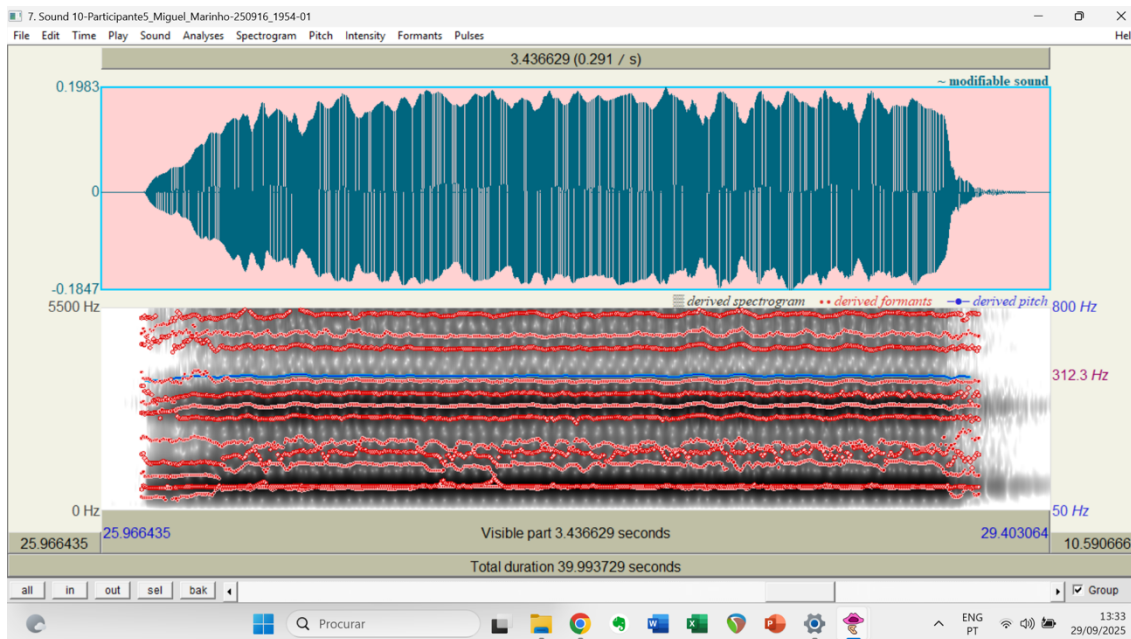 7. Sound 10-Participante5_Miguel_Marinho-250916_1954-01
File Edit Time Play Sound Analyses Spectrogram Pitch Intensity Formants Pulses Hel
3.436629 (0.291 / s)
0.1983
~ modifiable sound
0
-0.1847
derived spectrogram derived formants derived pitch
5500 Hz
800 Hz
312.3 Hz
0 Hz
50 Hz
25.966435 Visible part 3.436629 seconds 29.403064
25.966435 10.590666
Total duration 39.993729 seconds
all in out sel bak Group
Procurar
ENG 13:33
PT 29/09/2025